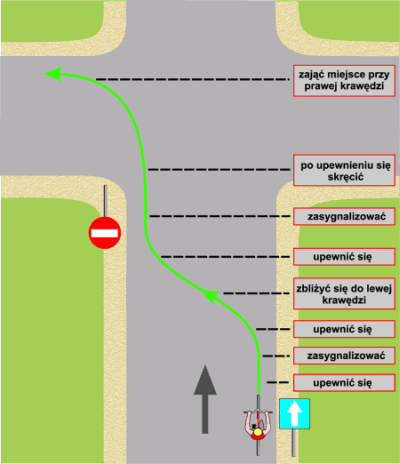 zająć miejsce przy
prawej krawędzi
po upewnieniu się
skręcić
zasygnalizować
upewnić się
zbliżyć się do lewej
krawędzi
upewnić się
zasygnalizować
upewnić się